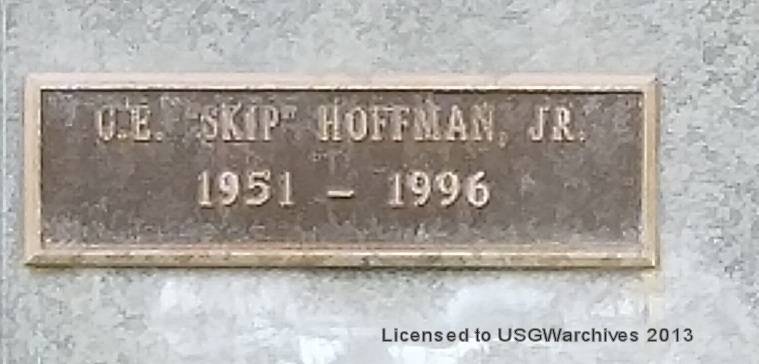 "SKIP" HOFFMAN, JR.
1951 – 1996
Licensed to USGWarchives 2013